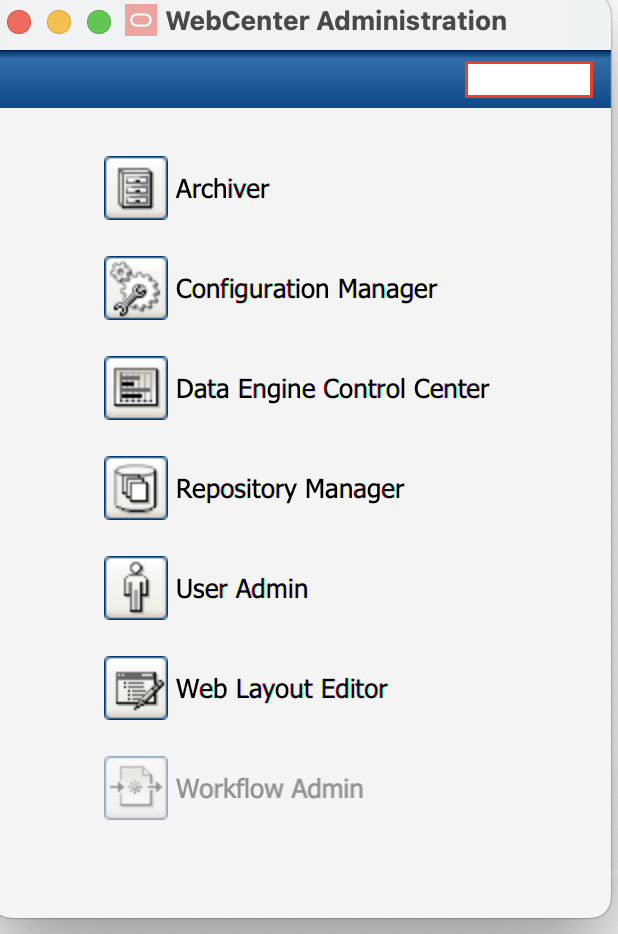 WebCenter Administration
Archiver
Configuration Manager
Data Engine Control Center
Repository Manager
User Admin
Web Layout Editor
Workflow Admin